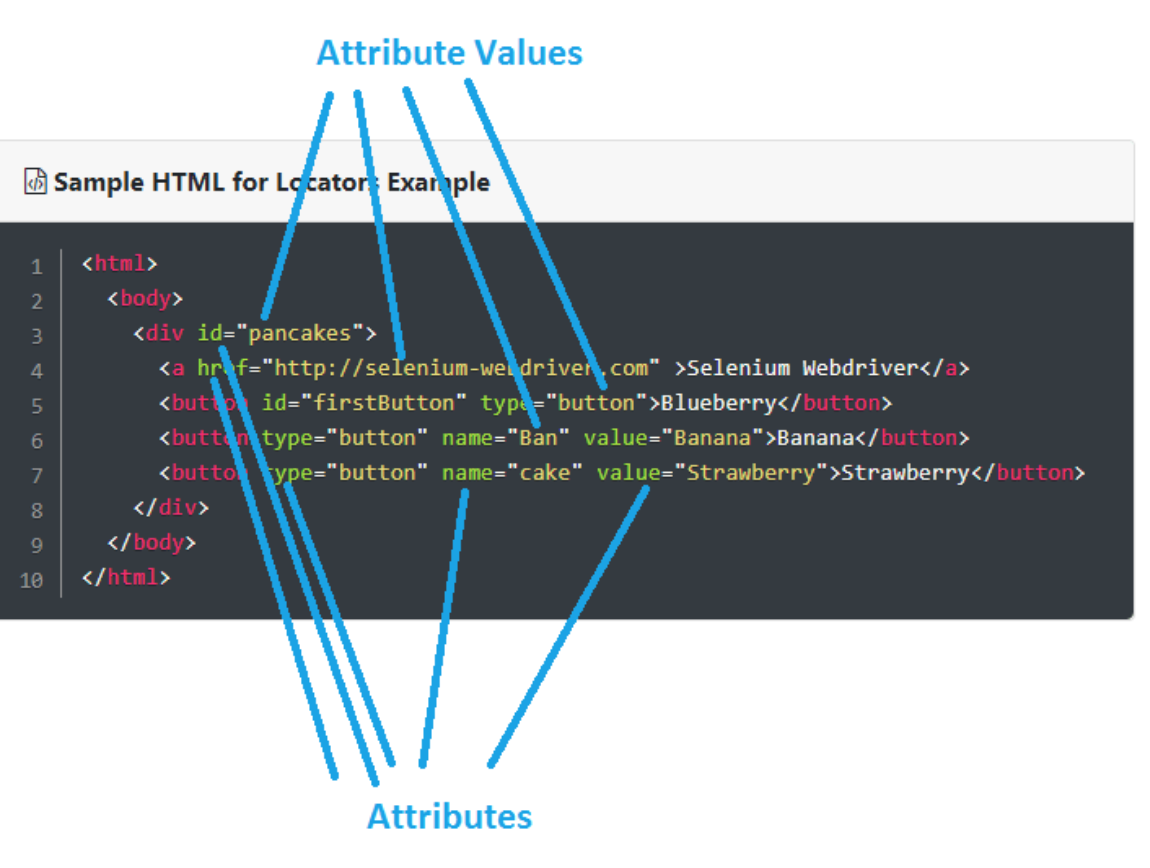 Attribute Values
Sample HTML for Locators Example
1 <html>
2 <body>
3 <div id="pancakes">
4 <a href="http://selenium-webdriver.com" >Selenium Webdriver</a>
5 <button id="firstButton" type="button">Blueberry</button>
6 <button type="button" name="Ban" value="Banana">Banana</button>
7 <button type="button" name="cake" value="Strawberry">Strawberry</button>
8 </div>
9 </body>
10 </html>
Attributes